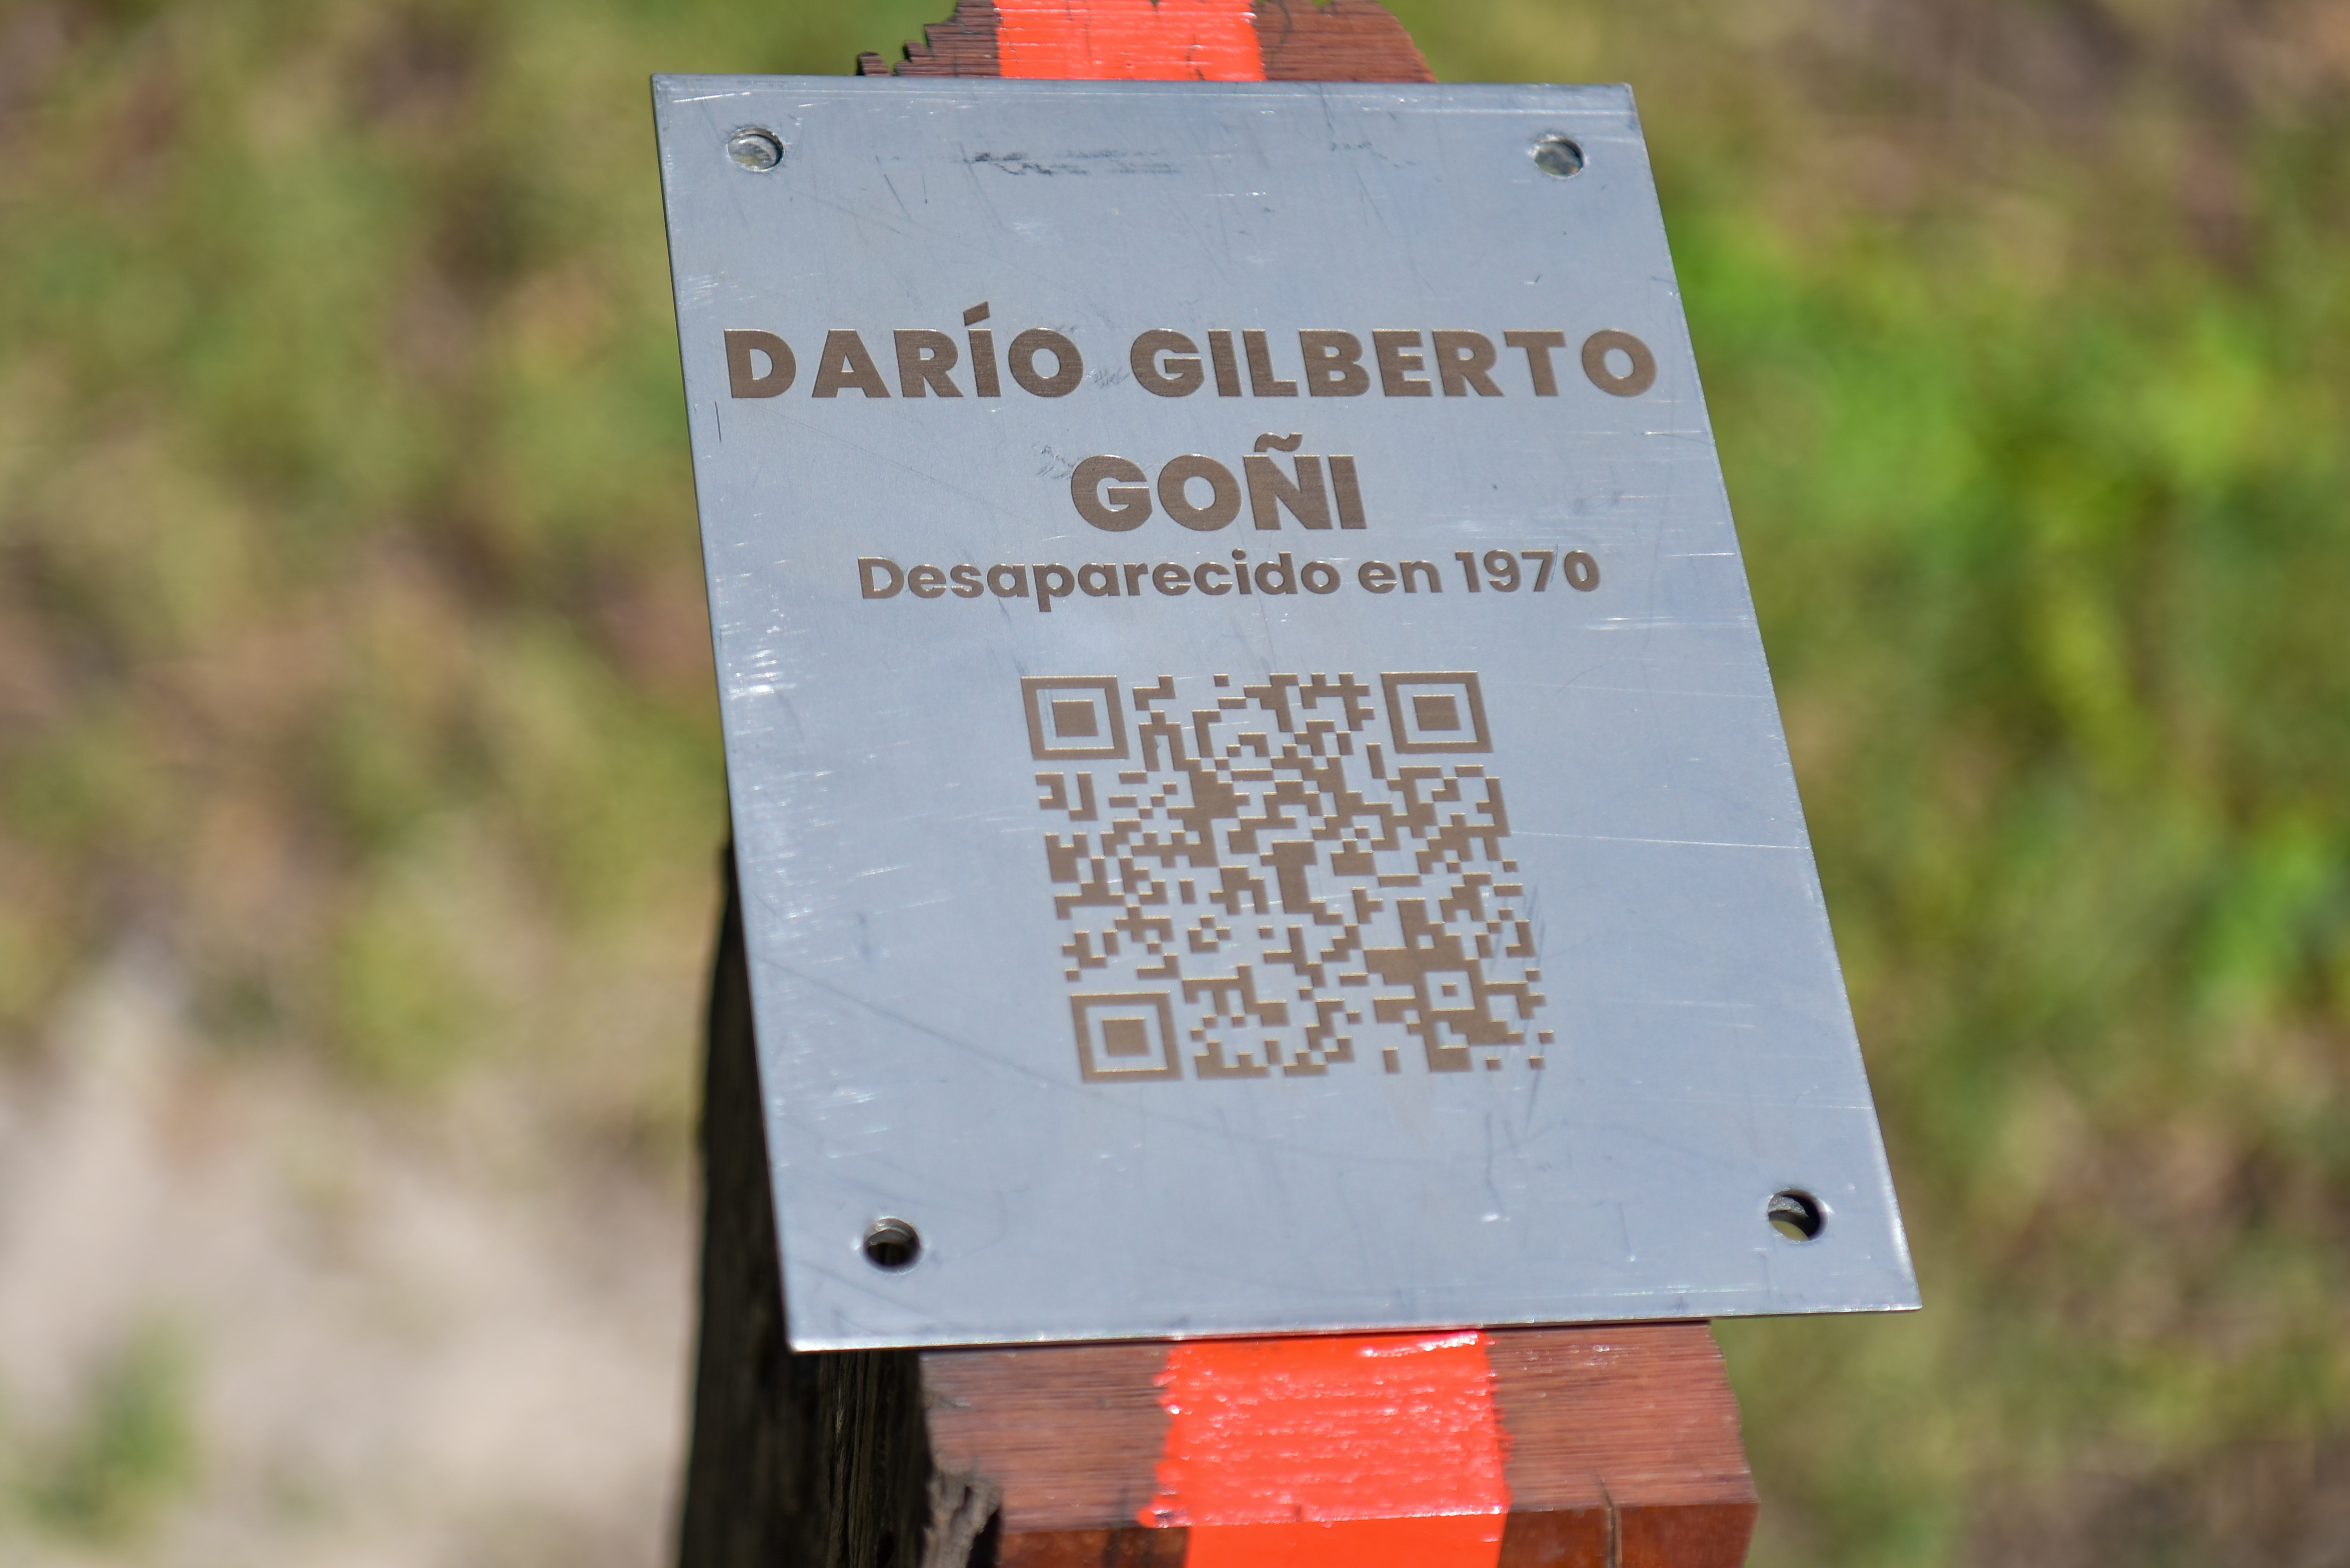 DARÍO GILBERTO
GOÑI
Desaparecido en 1970